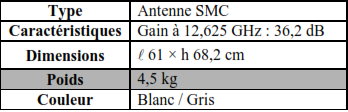 Type Antenne SMC
Caractéristiques Gain à 12,625 GHz : 36,2 dB
Dimensions ℓ 61 × h 68,2 cm
Poids 4,5 kg
Couleur Blanc / Gris